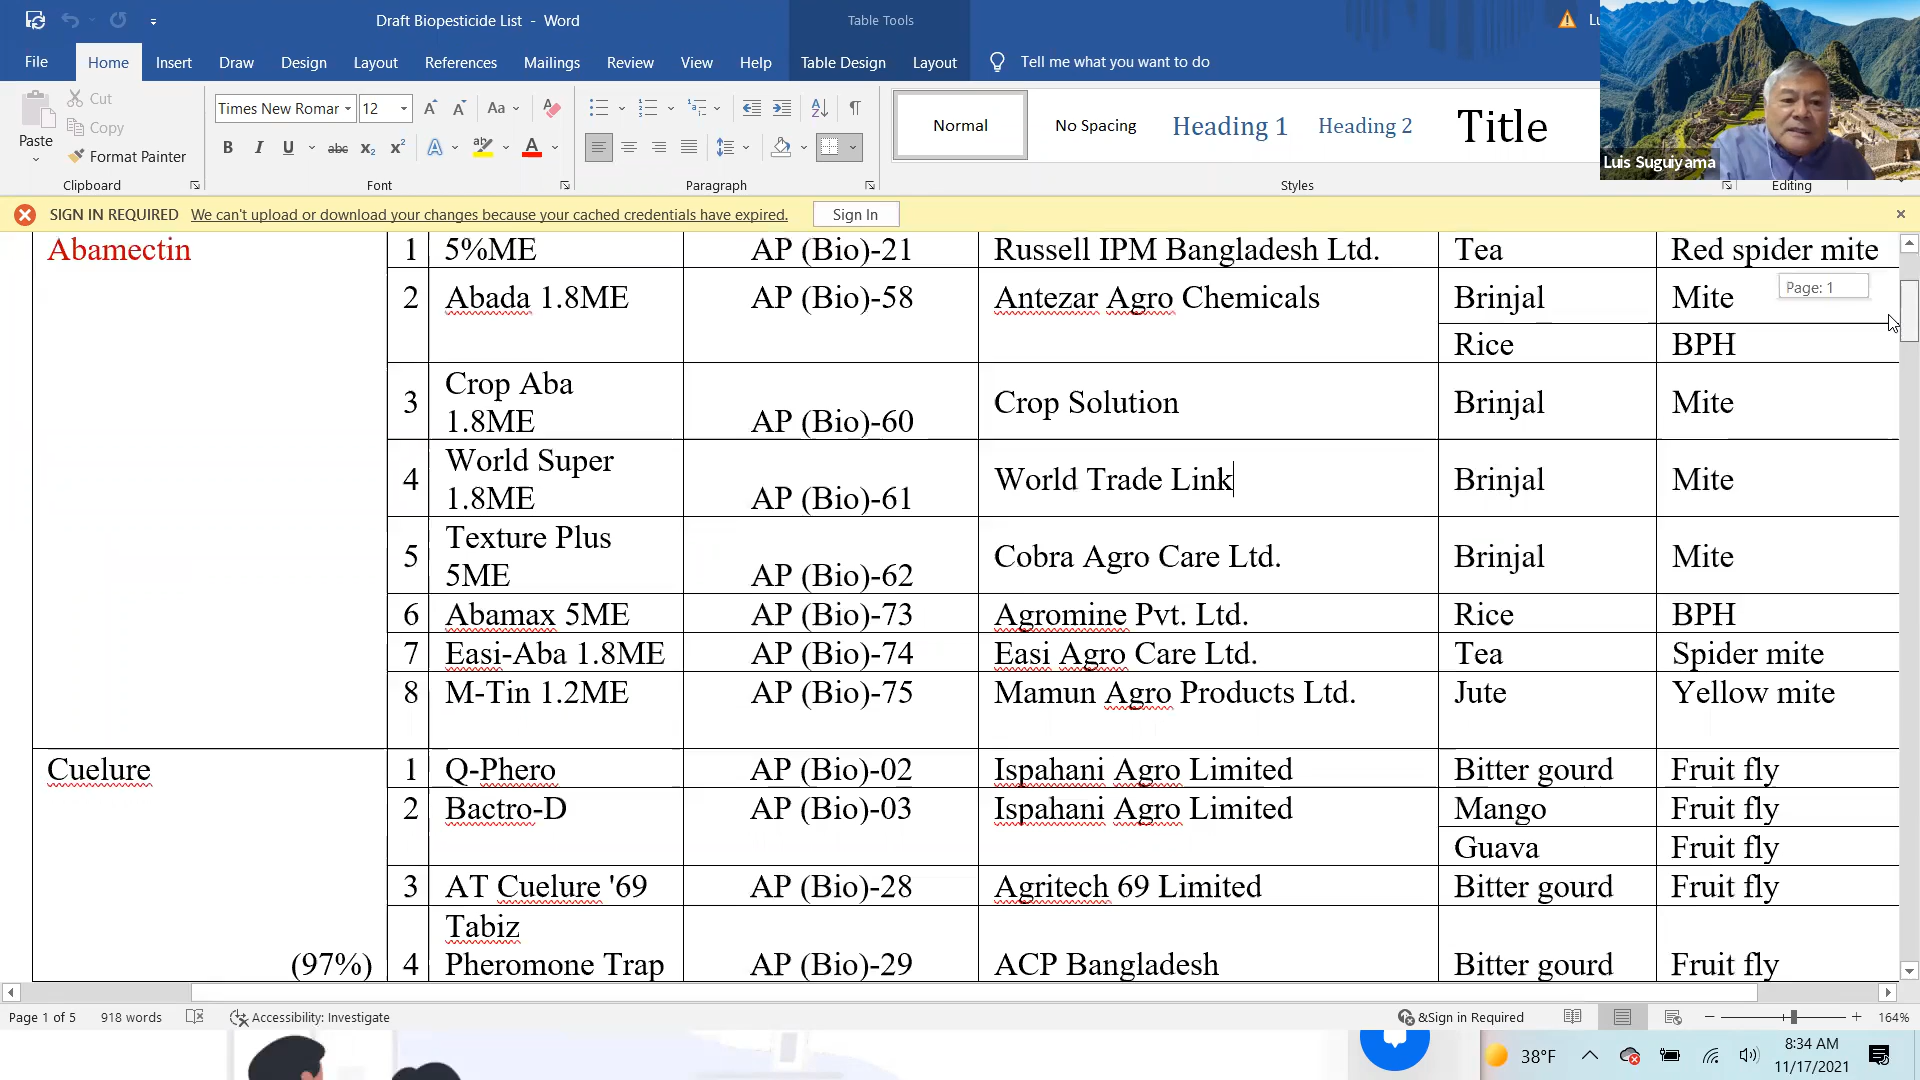 Draft Biopesticide List - Word
Table Tools
Lu
File Home Insert Draw Design Layout References Mailings Review View Help Table Design Layout Tell me what you want to do
Paste
Cut
Copy
Format Painter
Times New Romar 12
Aa
B I U abc x₂ x² A A
Normal
No Spacing
Heading 1
Heading 2
Title
Luis Suguiyama
Clipboard Font Paragraph Styles Editing
SIGN IN REQUIRED We can't upload or download your changes because your cached credentials have expired. Sign In
Abamectin 1 5%ME AP (Bio)-21 Russell IPM Bangladesh Ltd. Tea Red spider mite
Page: 1
2 Abada 1.8ME AP (Bio)-58 Antezar Agro Chemicals Brinjal Mite
Rice BPH
3 Crop Aba
1.8ME AP (Bio)-60 Crop Solution Brinjal Mite
4 World Super
1.8ME AP (Bio)-61 World Trade Link Brinjal Mite
5 Texture Plus
5ME AP (Bio)-62 Cobra Agro Care Ltd. Brinjal Mite
6 Abamax 5ME AP (Bio)-73 Agromine Pvt. Ltd. Rice BPH
7 Easi-Aba 1.8ME AP (Bio)-74 Easi Agro Care Ltd. Tea Spider mite
8 M-Tin 1.2ME AP (Bio)-75 Mamun Agro Products Ltd. Jute Yellow mite
Cuelure 1 Q-Phero AP (Bio)-02 Ispahani Agro Limited Bitter gourd Fruit fly
2 Bactro-D AP (Bio)-03 Ispahani Agro Limited Mango Fruit fly
Guava Fruit fly
3 AT Cuelure '69 AP (Bio)-28 Agritech 69 Limited Bitter gourd Fruit fly
Tabiz
(97%) 4 Pheromone Trap AP (Bio)-29 ACP Bangladesh Bitter gourd Fruit fly
Page 1 of 5 918 words Accessibility: Investigate &Sign in Required 164%
38°F
8:34 AM
11/17/2021